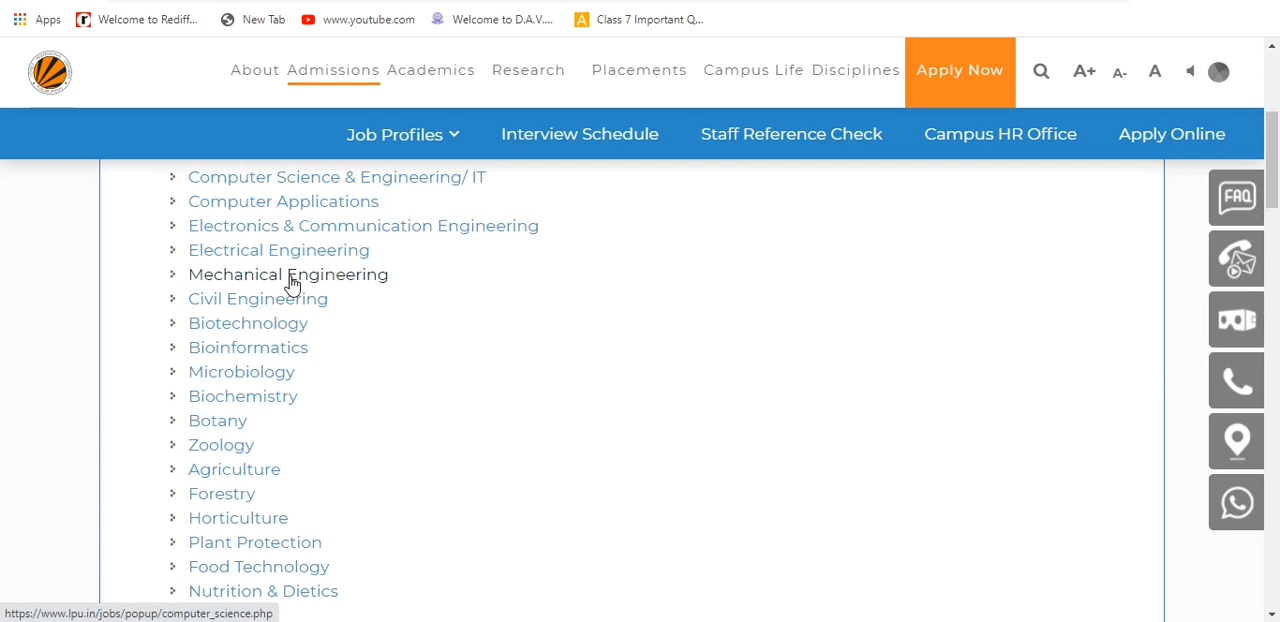 Apps Welcome to Rediff... New Tab www.youtube.com Welcome to D.A.V.... A Class 7 Important Q...
About Admissions Academics Research Placements Campus Life Disciplines Apply Now A+ A- A
Job Profiles Interview Schedule Staff Reference Check Campus HR Office Apply Online
Computer Science & Engineering/ IT
FAQ
Computer Applications
Electronics & Communication Engineering
Electrical Engineering
Mechanical Engineering
Civil Engineering
Biotechnology
Bioinformatics
Microbiology
Biochemistry
Botany
Zoology
Agriculture
Forestry
Horticulture
Plant Protection
Food Technology
Nutrition & Dietics
https://www.lpu.in/jobs/popup/computer_science.php